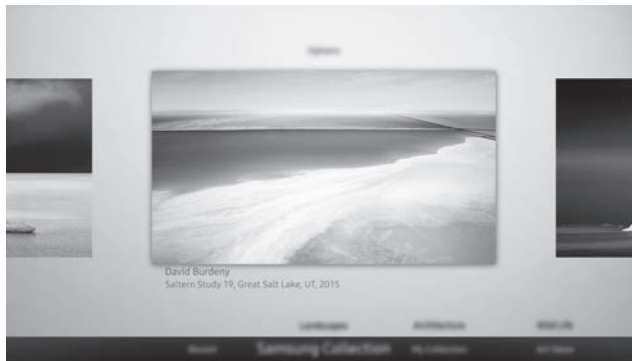 Options
David Burdeny
Saltern Study 19, Great Salt Lake, UT, 2015
Landscapes Architecture Wild Life
Recent Samsung Collection My Collection Art Store